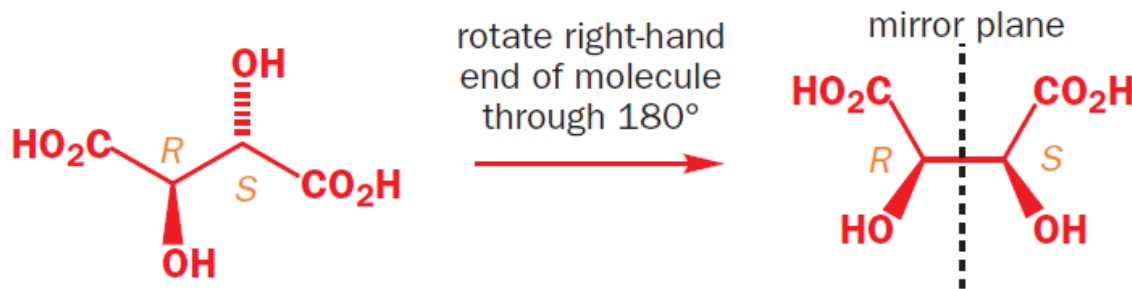 OH
HO₂C
R
S
CO₂H
OH
rotate right-hand
end of molecule
through 180°
mirror plane
HO₂C
CO₂H
R
S
HO
OH